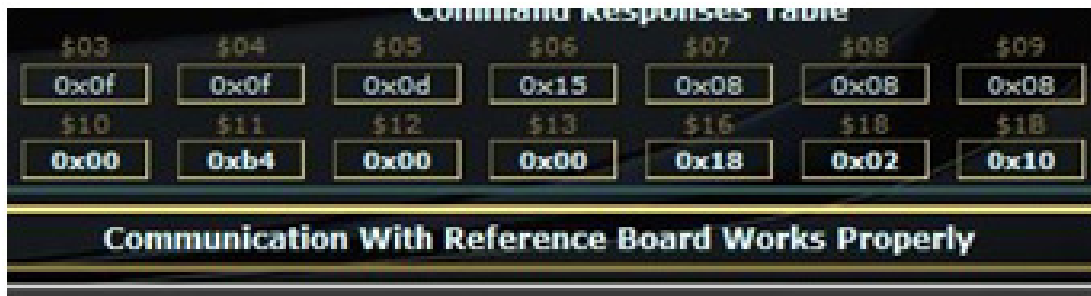 Command Responses Table
$03 $04 $05 $06 $07 $08 $09
0x0f 0x0f 0x0d 0x15 0x08 0x08 0x08
$10 $11 $12 $13 $16 $18 $1B
0x00 0xb4 0x00 0x00 0x18 0x02 0x10
Communication With Reference Board Works Properly